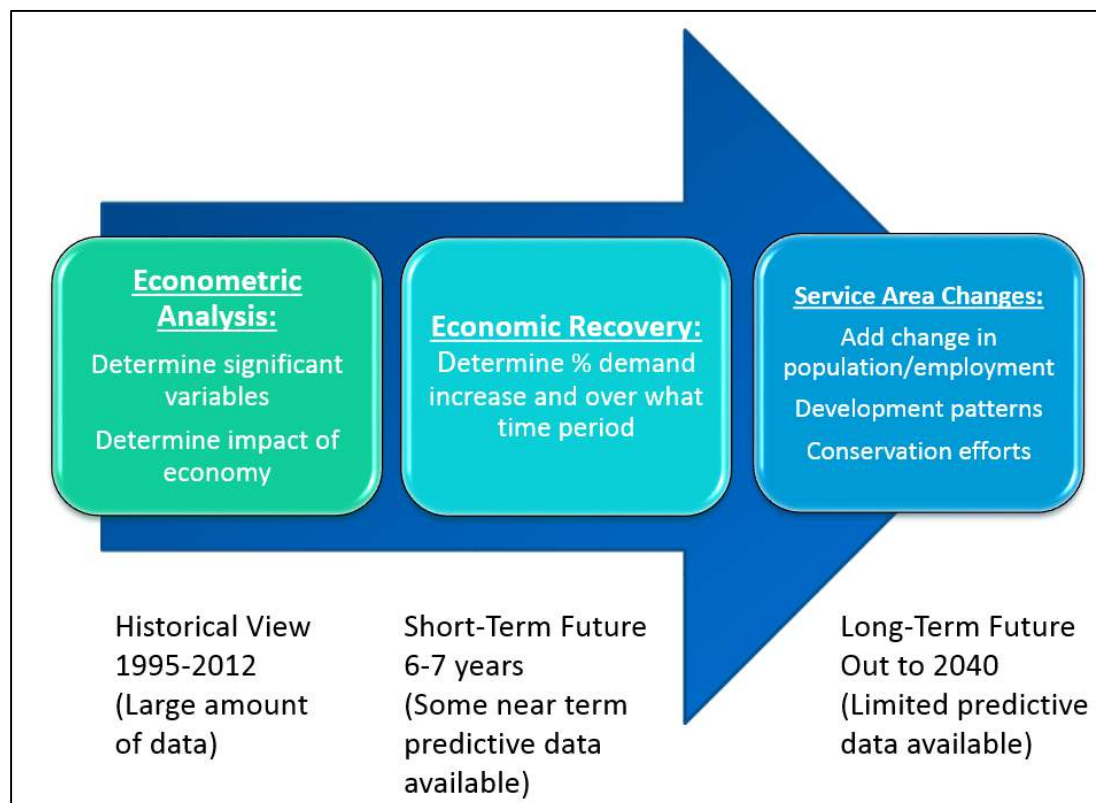 Econometric
Analysis:
Determine significant
variables
Determine impact of
economy
Economic Recovery:
Determine % demand
increase and over what
time period
Service Area Changes:
Add change in
population/employment
Development patterns
Conservation efforts
Historical View
1995-2012
(Large amount
of data)
Short-Term Future
6-7 years
(Some near term
predictive data
available)
Long-Term Future
Out to 2040
(Limited predictive
data available)